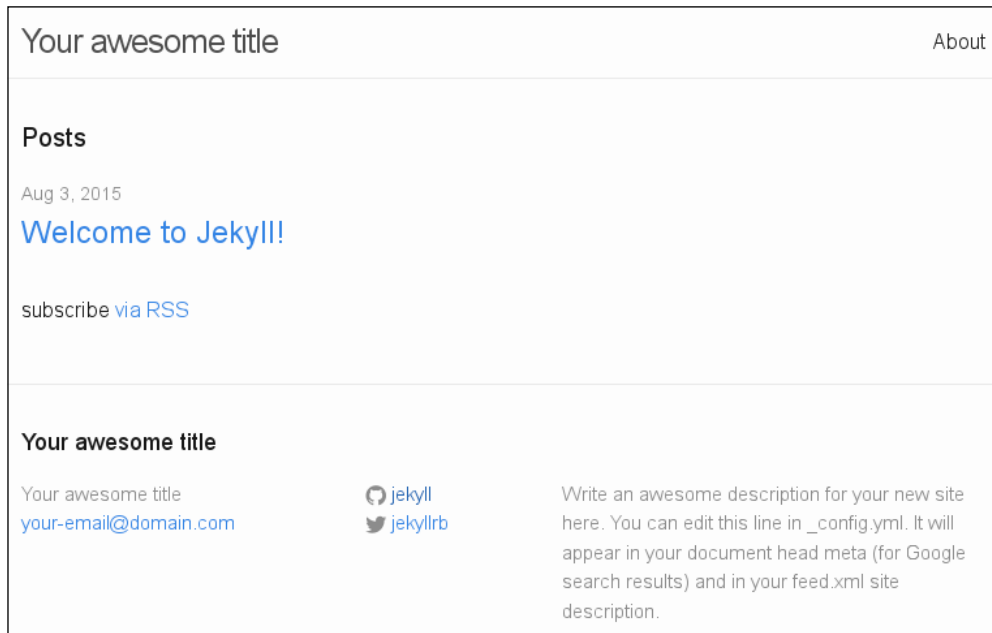 Your awesome title
About
Posts
Aug 3, 2015
Welcome to Jekyll!
subscribe via RSS
Your awesome title
Your awesome title
your-email@domain.com
jekyll
jekyllrb
Write an awesome description for your new site
here. You can edit this line in _config.yml. It will
appear in your document head meta (for Google
search results) and in your feed.xml site
description.